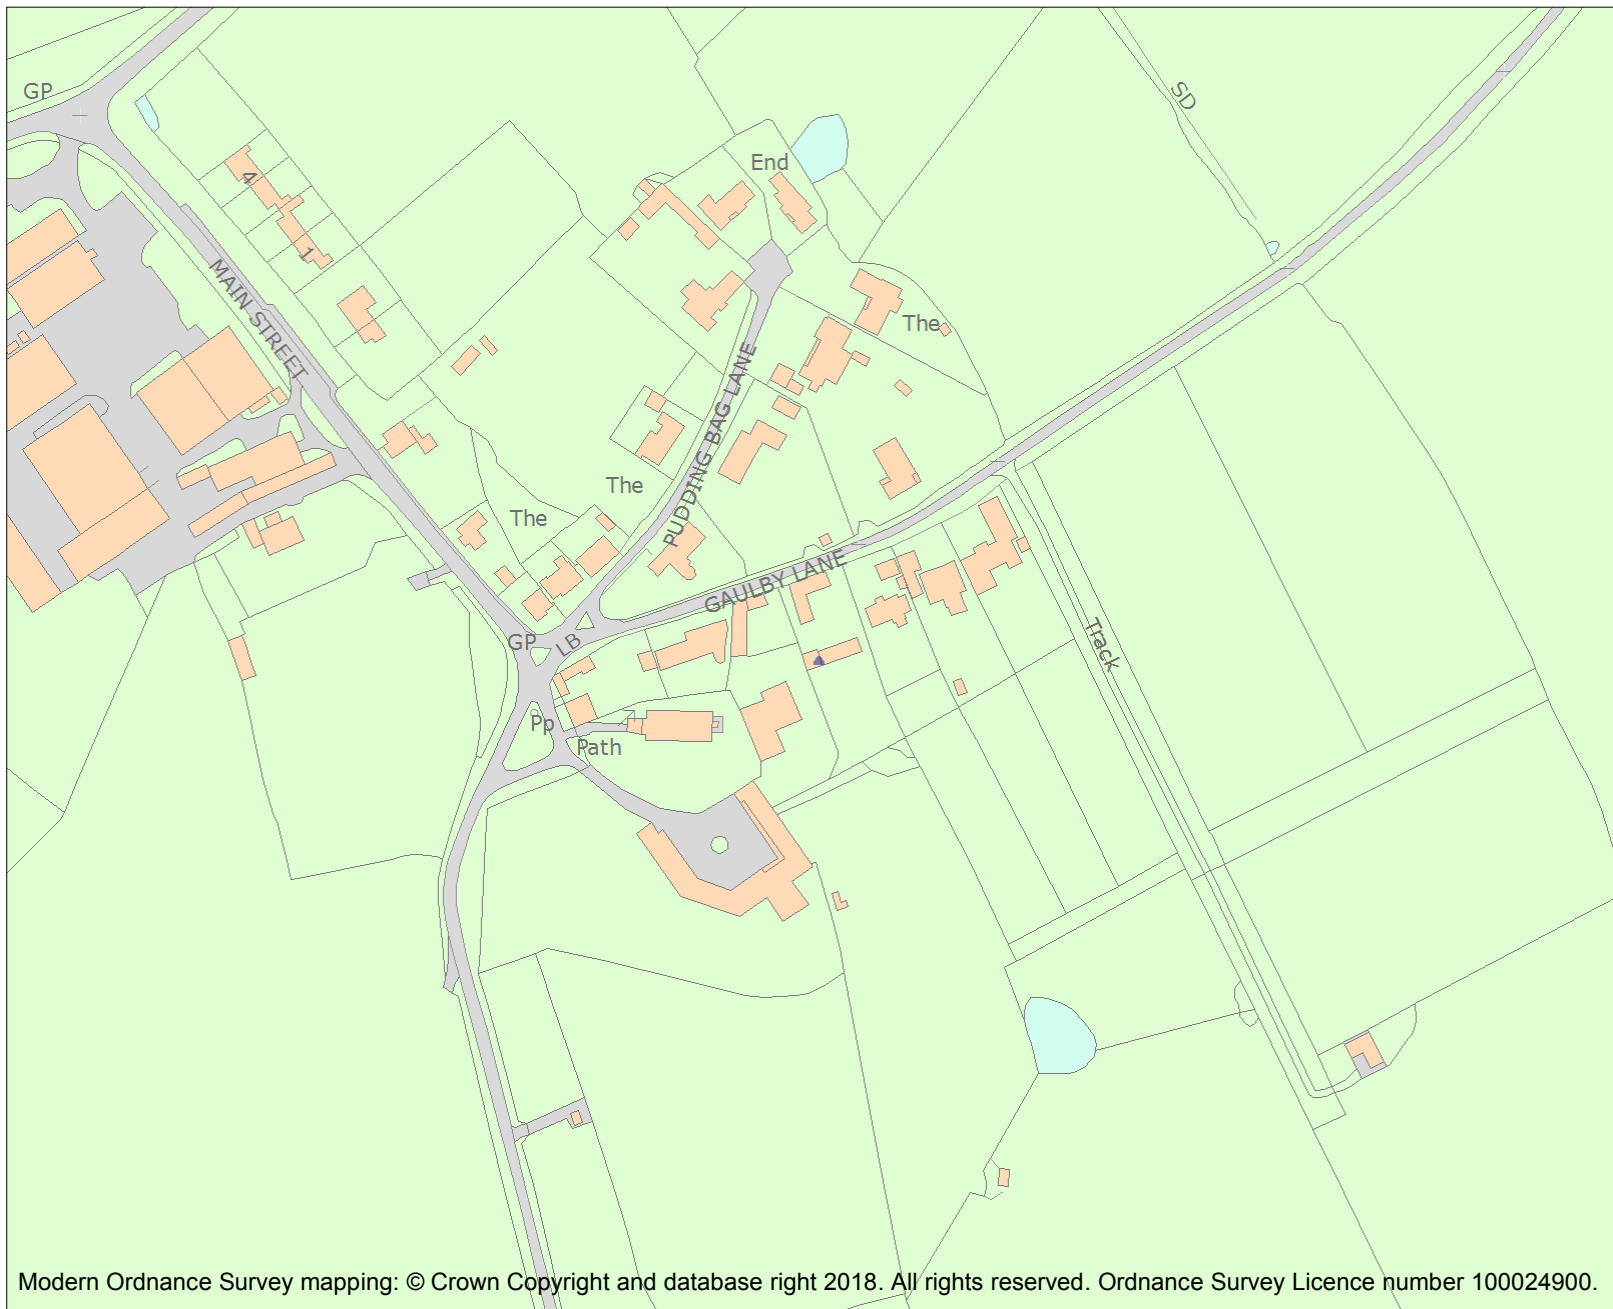 GP
SD
End
4
1
MAIN STREET
The
PUDDING BAG LANE
The
The
GAULBY LANE
GP
LB
Track
Pp
Path
Modern Ordnance Survey mapping: © Crown Copyright and database right 2018. All rights reserved. Ordnance Survey Licence number 100024900.